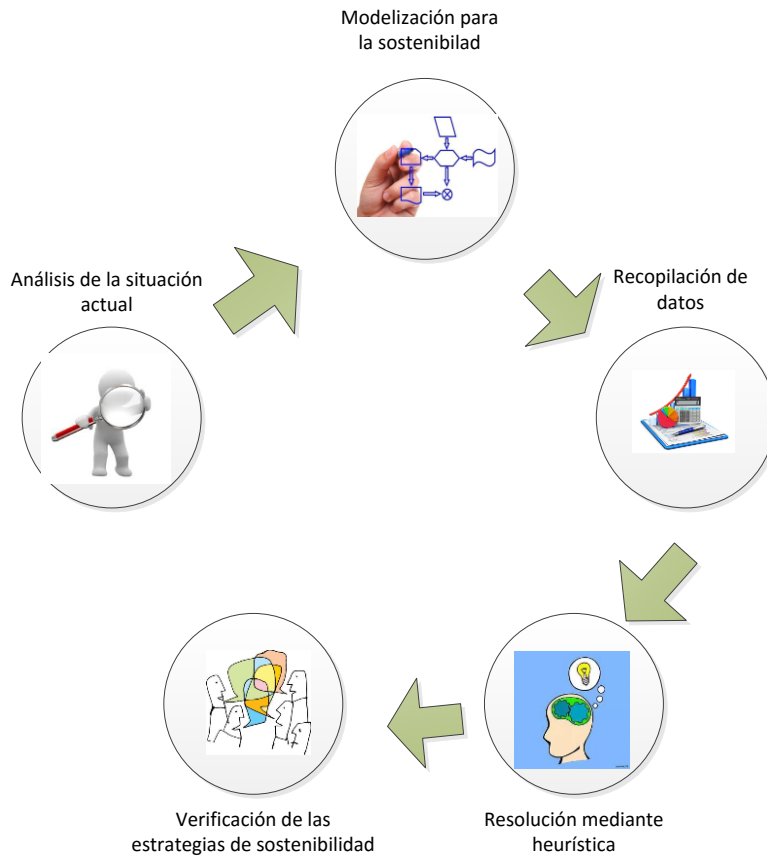 Modelización para
la sostenibilad
Análisis de la situación
actual
Recopilación de
datos
Verificación de las
estrategias de sostenibilidad
Resolución mediante
heurística